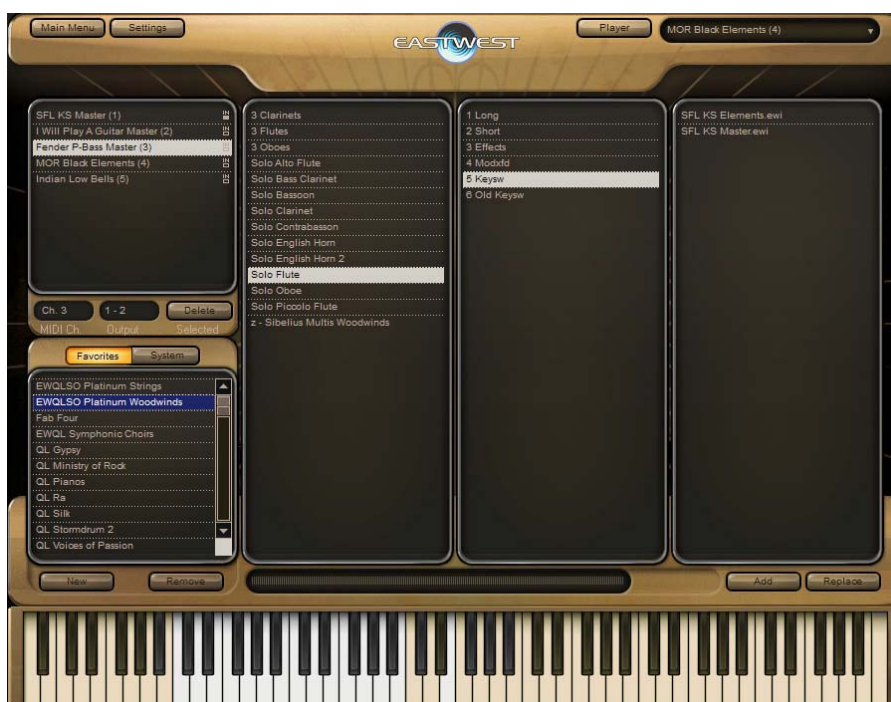 Main Menu
Settings
EASTWEST
Player
MOR Black Elements (4)
SFL KS Master (1)
I Will Play A Guitar Master (2)
Fender P-Bass Master (3)
MOR Black Elements (4)
Indian Low Bells (5)
Ch. 3
1 - 2
Delete
MIDI Ch.
Output
Selected
Favorites
System
EWQLSO Platinum Strings
EWQLSO Platinum Woodwinds
Fab Four
EWQL Symphonic Choirs
QL Gypsy
QL Ministry of Rock
QL Pianos
QL Ra
QL Silk
QL Stormdrum 2
QL Voices of Passion
New
Remove
3 Clarinets
3 Flutes
3 Oboes
Solo Alto Flute
Solo Bass Clarinet
Solo Bassoon
Solo Clarinet
Solo Contrabasson
Solo English Horn
Solo English Horn 2
Solo Flute
Solo Oboe
Solo Piccolo Flute
z - Sibelius Multis Woodwinds
1 Long
2 Short
3 Effects
4 Modxfd
5 Keysw
6 Old Keysw
SFL KS Elements.ewi
SFL KS Master.ewi
Add
Replace